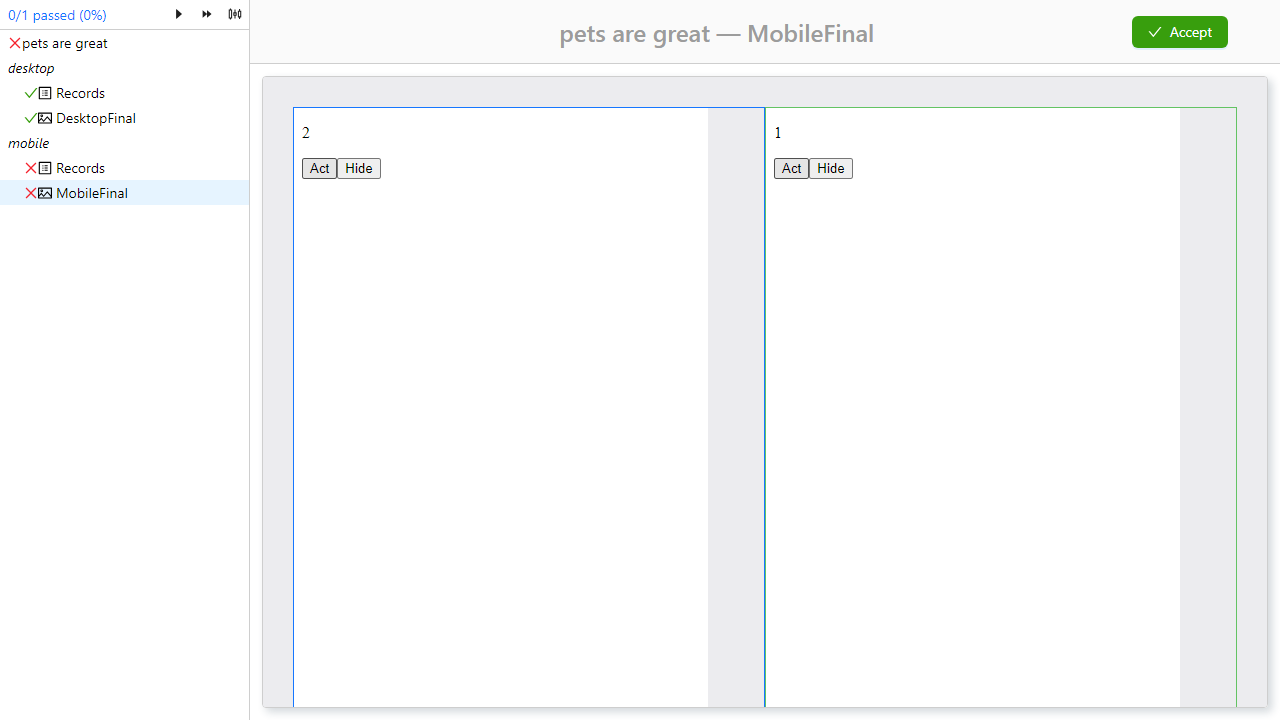 0/1 passed (0%)
pets are great
desktop
Records
DesktopFinal
mobile
Records
MobileFinal
pets are great — MobileFinal
Accept
2
Act Hide
1
Act Hide